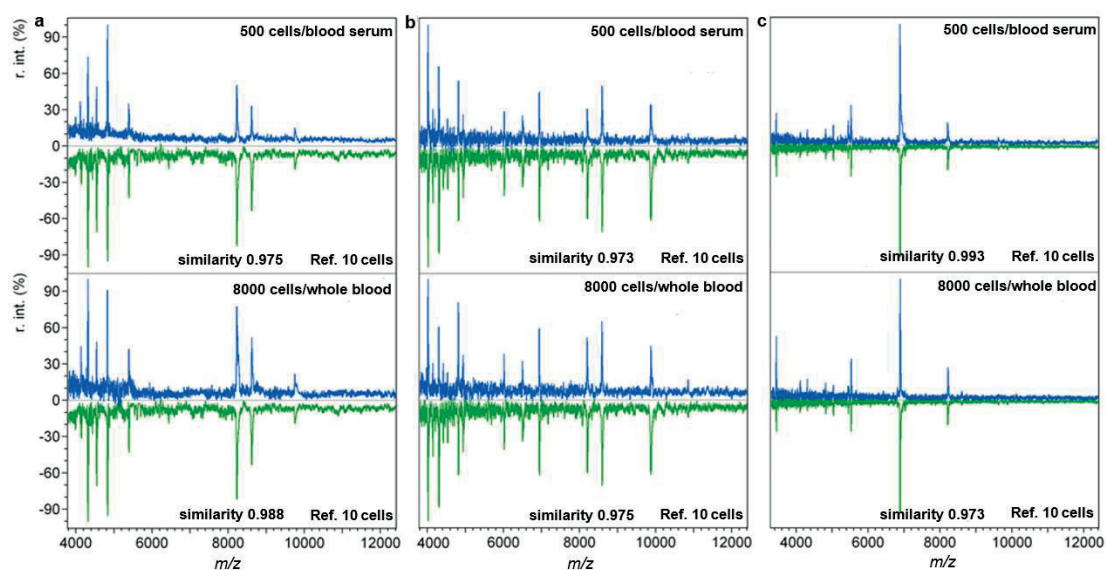 a
500 cells/blood serum
r. int. (%)
90
60
30
0
-30
-60
-90
similarity 0.975 Ref. 10 cells
b
500 cells/blood serum
similarity 0.973 Ref. 10 cells
c
500 cells/blood serum
similarity 0.993 Ref. 10 cells
8000 cells/whole blood
r. int. (%)
90
60
30
0
-30
-60
-90
similarity 0.988 Ref. 10 cells
4000 6000 8000 10000 12000
m/z
8000 cells/whole blood
similarity 0.975 Ref. 10 cells
4000 6000 8000 10000 12000
m/z
8000 cells/whole blood
similarity 0.973 Ref. 10 cells
4000 6000 8000 10000 12000
m/z